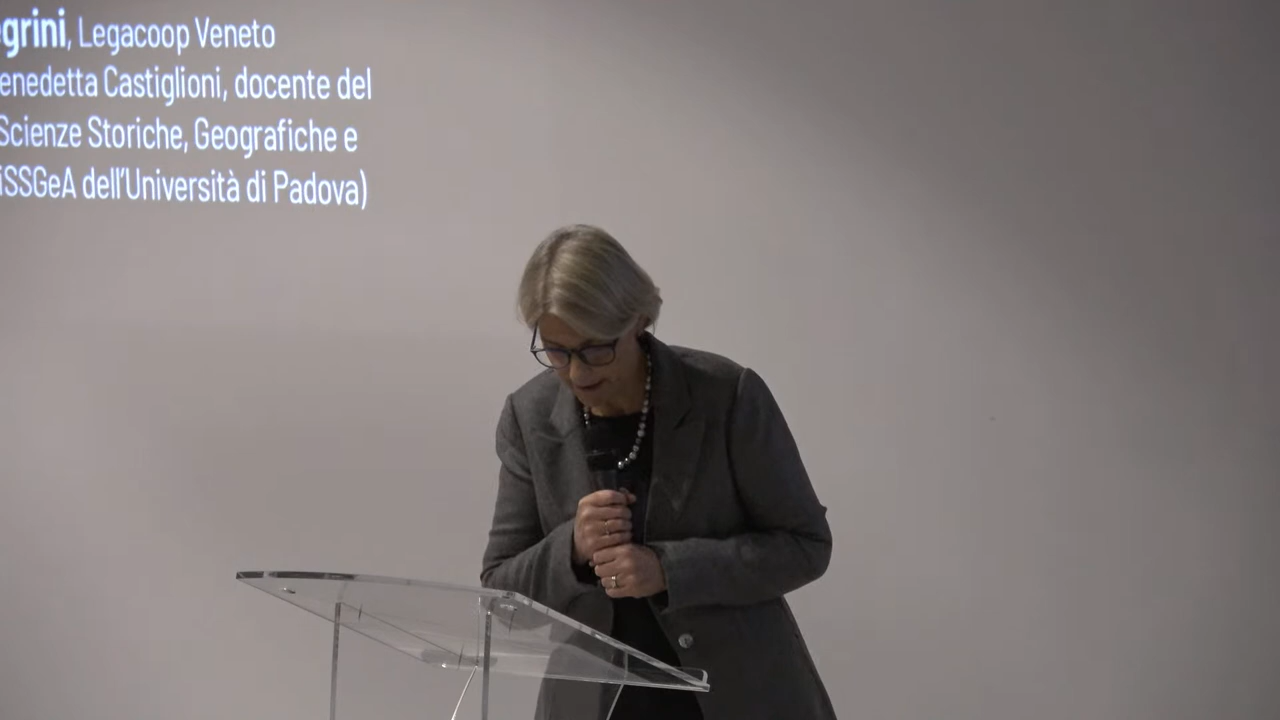 grini, Legacoop Veneto
enedetta Castiglioni, docente del
Scienze Storiche, Geografiche e
iSSGeA dell'Università di Padova)